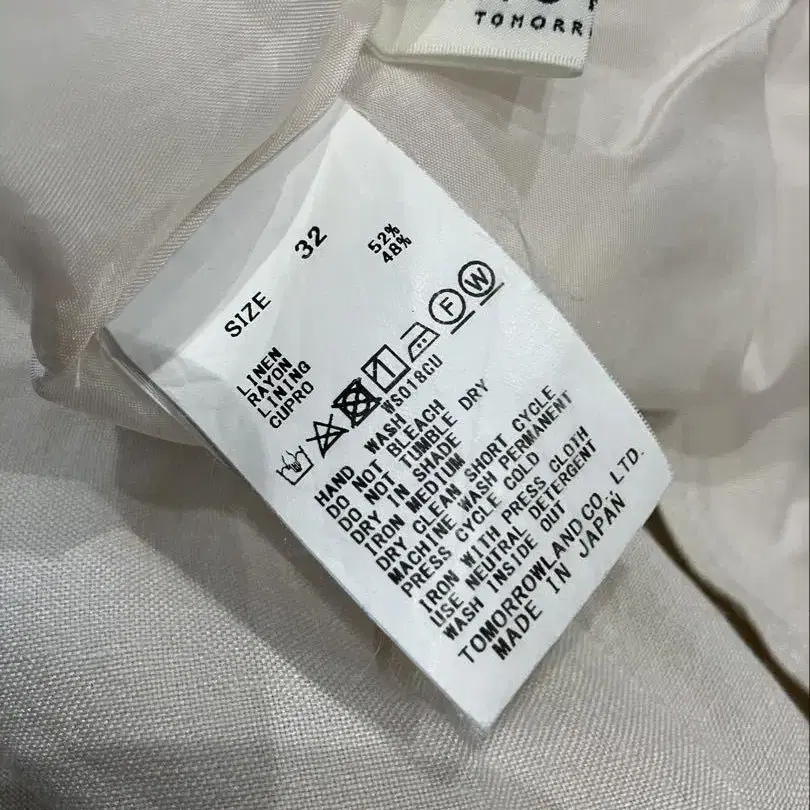 TOMORR
SIZE 32
LINEN 52%
RAYON 48%
LINING
CUPRO
F W
WS018GU
HAND WASH
DO NOT BLEACH
DO NOT TUMBLE DRY
DRY IN SHADE
IRON MEDIUM
DRY CLEAN SHORT CYCLE
MACHINE WASH PERMANENT
PRESS CYCLE COLD
IRON WITH PRESS CLOTH
USE NEUTRAL DETERGENT
WASH INSIDE OUT
TOMORROWLAND CO., LTD.
MADE IN JAPAN